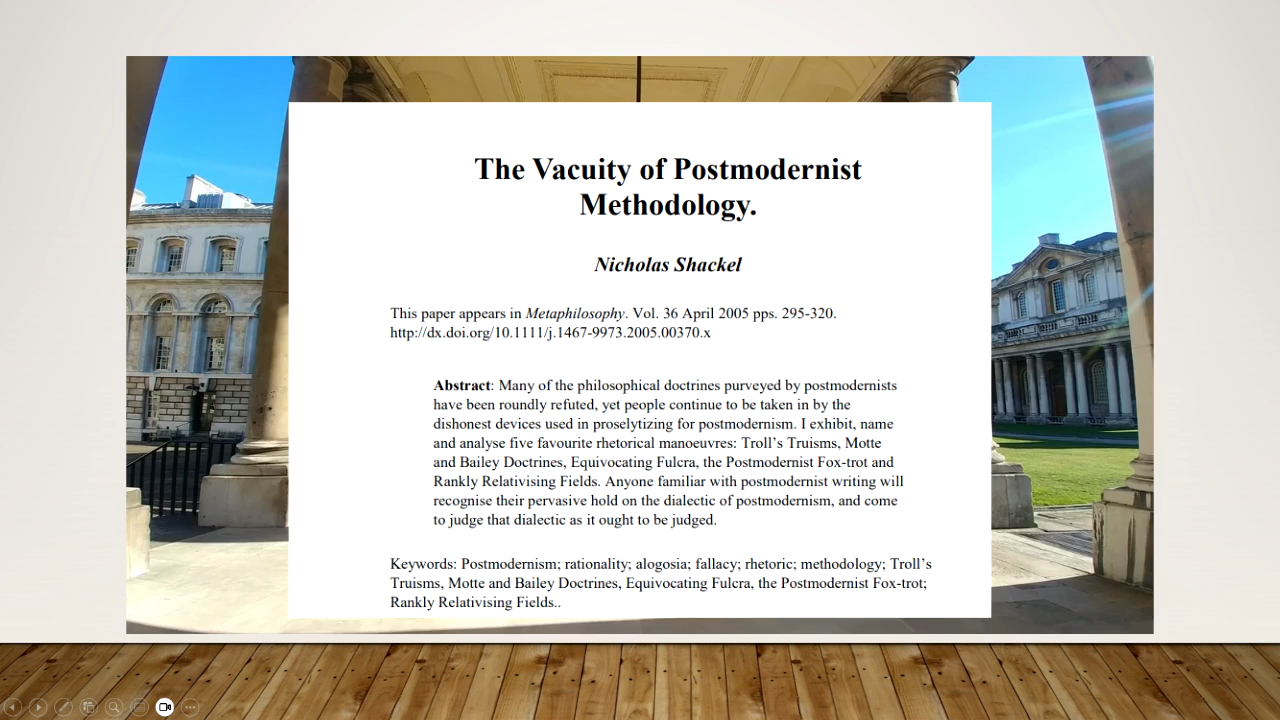 The Vacuity of Postmodernist
Methodology.
Nicholas Shackel
This paper appears in Metaphilosophy. Vol. 36 April 2005 pps. 295-320.
http://dx.doi.org/10.1111/j.1467-9973.2005.00370.x
Abstract: Many of the philosophical doctrines purveyed by postmodernists
have been roundly refuted, yet people continue to be taken in by the
dishonest devices used in proselytizing for postmodernism. I exhibit, name
and analyse five favourite rhetorical manoeuvres: Troll’s Truisms, Motte
and Bailey Doctrines, Equivocating Fulcra, the Postmodernist Fox-trot and
Rankly Relativising Fields. Anyone familiar with postmodernist writing will
recognise their pervasive hold on the dialectic of postmodernism, and come
to judge that dialectic as it ought to be judged.
Keywords: Postmodernism; rationality; alogosia; fallacy; rhetoric; methodology; Troll’s
Truisms, Motte and Bailey Doctrines, Equivocating Fulcra, the Postmodernist Fox-trot;
Rankly Relativising Fields..